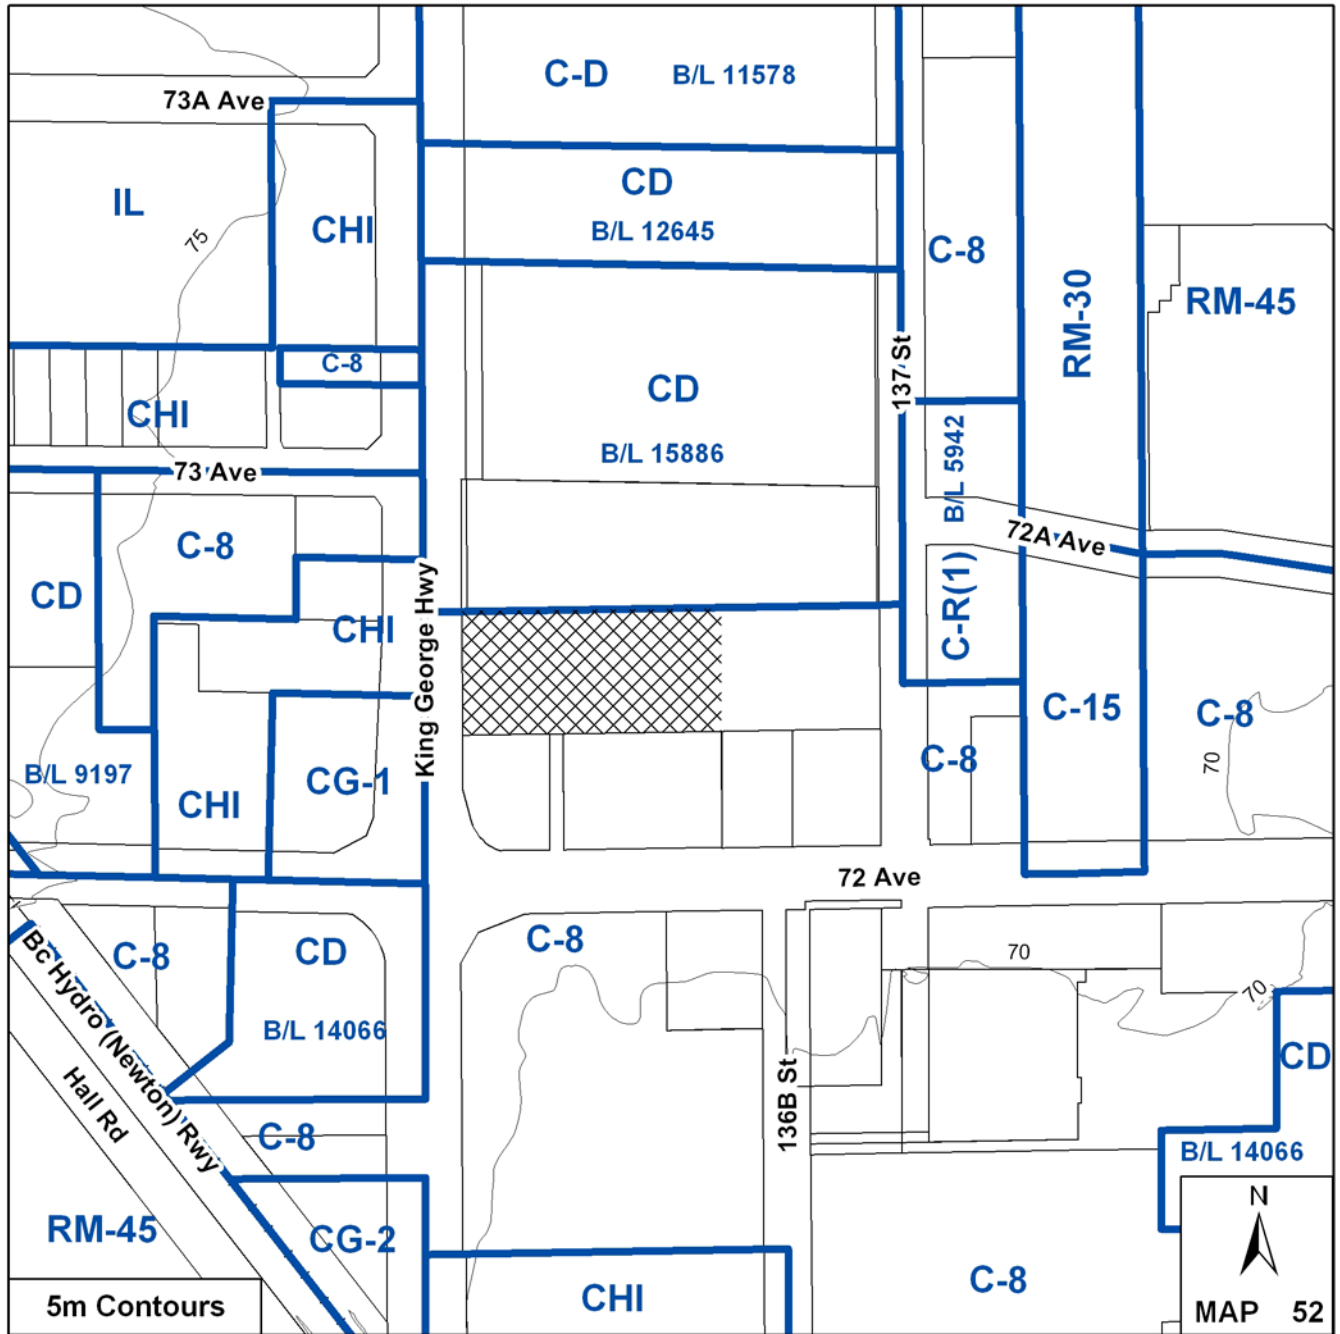 C-D B/L 11578
73A Ave
CD
IL
B/L 12645
CHI
75
C-8
RM-30
RM-45
137 St
C-8
CD
CHI
B/L 15886
B/L 5942
73 Ave
72A Ave
C-8
CD
C-R(1)
CHI
King George Hwy
C-15
C-8
C-8
70
B/L 9197
CG-1
CHI
72 Ave
C-8
CD
C-8
70
70
B/L 14066
Bc Hydro (Newton) Rwy
Hall Rd
CD
136B St
C-8
B/L 14066
RM-45
CG-2
N
C-8
CHI
5m Contours
MAP 52